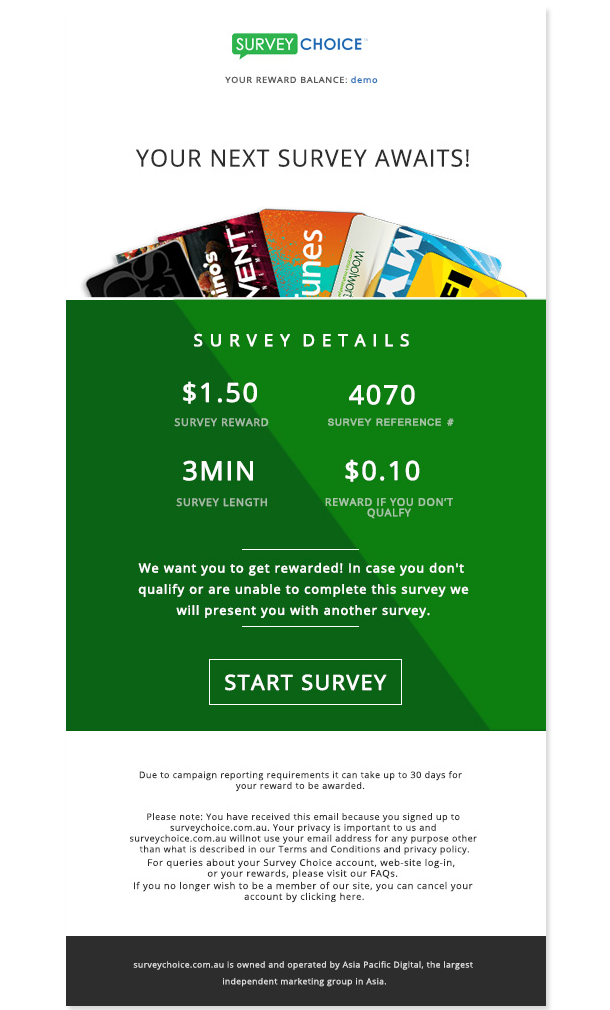 SURVEY CHOICE™
YOUR REWARD BALANCE: demo
YOUR NEXT SURVEY AWAITS!
ino's
VENT
unes
Woolwort
MY
SURVEY DETAILS
$1.50
4070
SURVEY REWARD
SURVEY REFERENCE #
3MIN
$0.10
SURVEY LENGTH
REWARD IF YOU DON'T
QUALFY
We want you to get rewarded! In case you don't
qualify or are unable to complete this survey we
will present you with another survey.
START SURVEY
Due to campaign reporting requirements it can take up to 30 days for
your reward to be awarded.
Please note: You have received this email because you signed up to
surveychoice.com.au. Your privacy is important to us and
surveychoice.com.au willnot use your email address for any purpose other
than what is described in our Terms and Conditions and privacy policy.
For queries about your Survey Choice account, web-site log-in,
or your rewards, please visit our FAQs.
If you no longer wish to be a member of our site, you can cancel your
account by clicking here.
surveychoice.com.au is owned and operated by Asia Pacific Digital, the largest
independent marketing group in Asia.